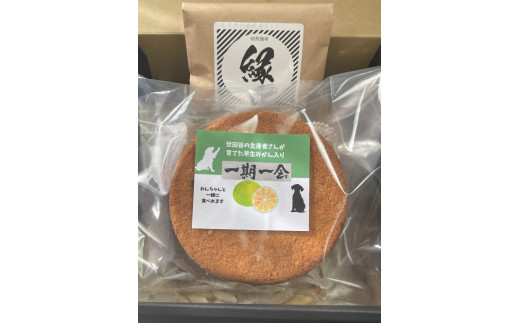 縁
世田谷の生産者さんが
育てた早生みかん入り
一期一会
わんちゃんと
一緒に
食べれます